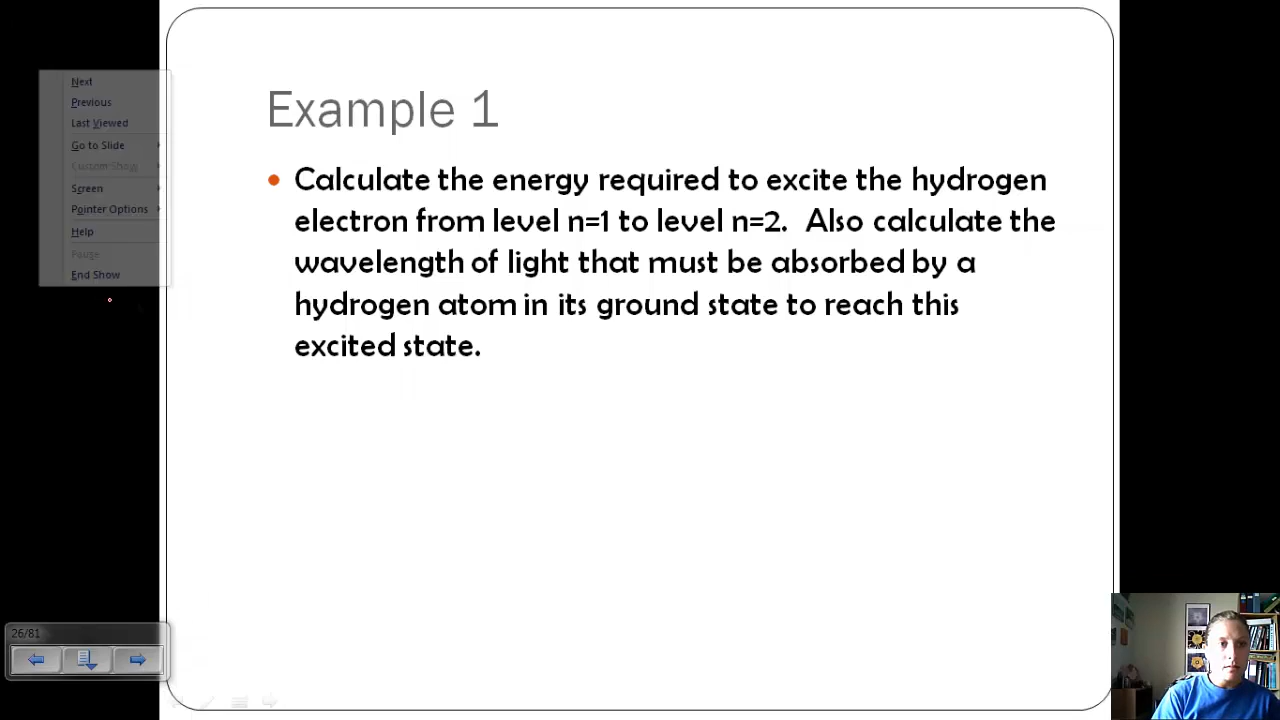 Next
Previous
Last Viewed
Go to Slide
Custom Show
Screen
Pointer Options
Help
Pause
End Show
Example 1
• Calculate the energy required to excite the hydrogen
electron from level n=1 to level n=2.  Also calculate the
wavelength of light that must be absorbed by a
hydrogen atom in its ground state to reach this
excited state.
26/81